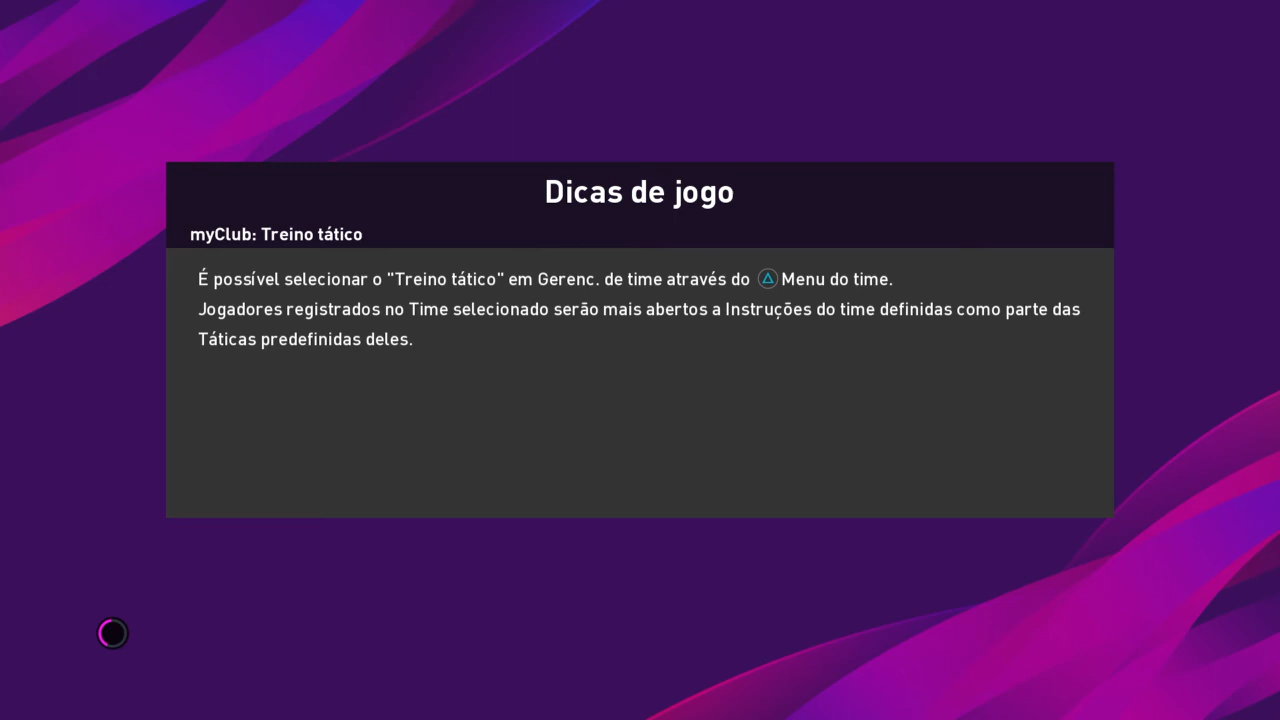 Dicas de jogo
myClub: Treino tático
É possível selecionar o "Treino tático" em Gerenc. de time através do Menu do time.
Jogadores registrados no Time selecionado serão mais abertos a Instruções do time definidas como parte das
Táticas predefinidas deles.